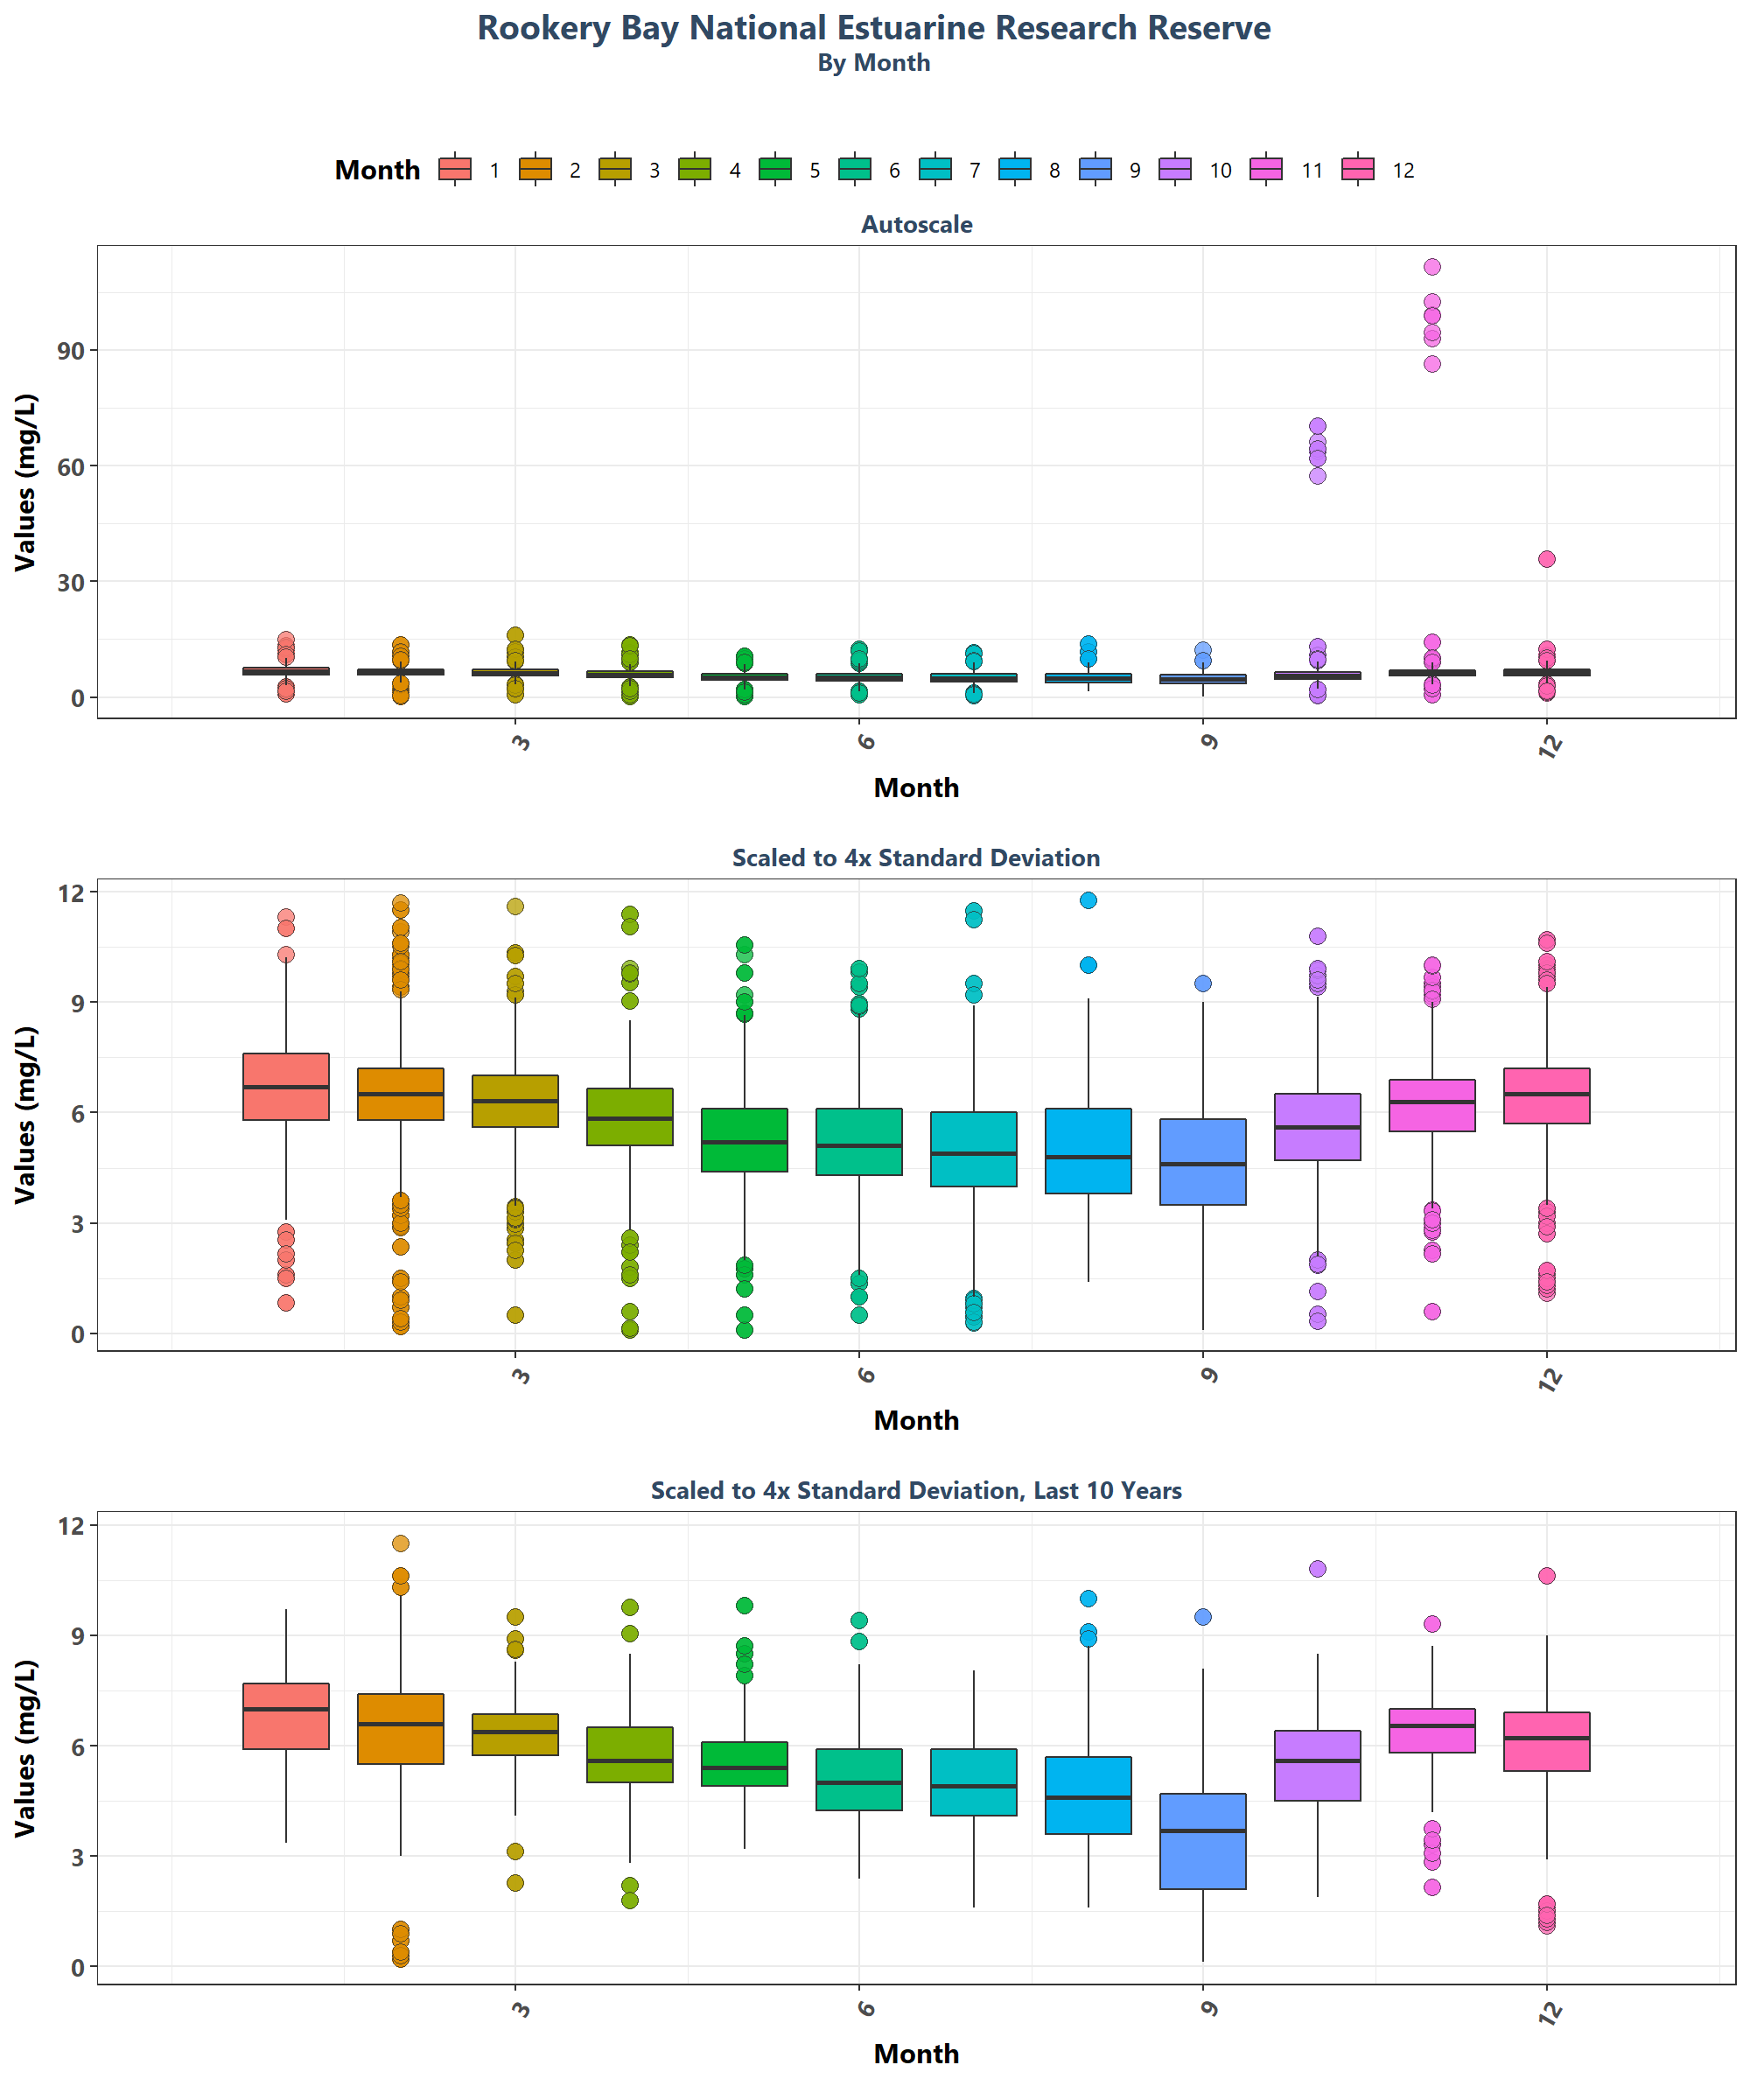 Rookery Bay National Estuarine Research Reserve
By Month
Month 1 2 3 4 5 6 7 8 9 10 11 12
Autoscale
Values (mg/L)
90
60
30
0
3 6 9 12
Month
Scaled to 4x Standard Deviation
Values (mg/L)
12
9
6
3
0
3 6 9 12
Month
Scaled to 4x Standard Deviation, Last 10 Years
Values (mg/L)
12
9
6
3
0
3 6 9 12
Month